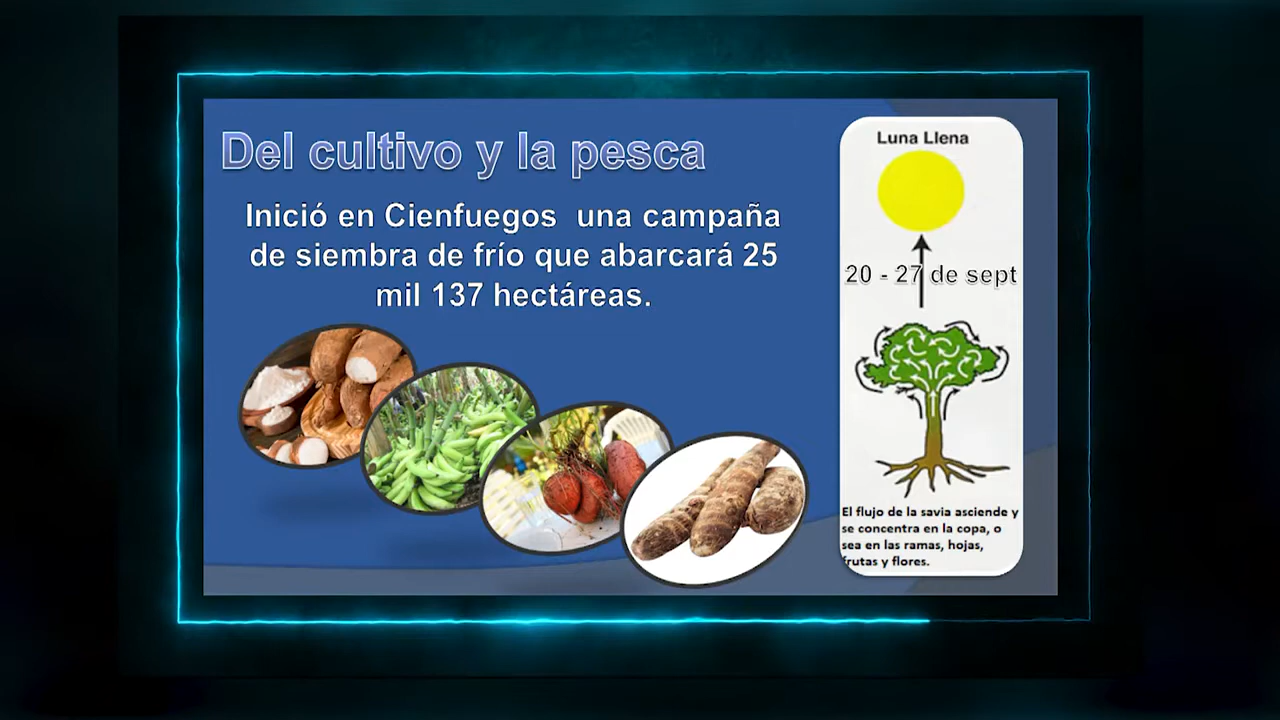 Del cultivo y la pesca
Inició en Cienfuegos una campaña
de siembra de frío que abarcará 25
mil 137 hectáreas.
Luna Llena
20 - 27 de sept
El flujo de la savia asciende y
se concentra en la copa, o
sea en las ramas, hojas,
frutas y flores.